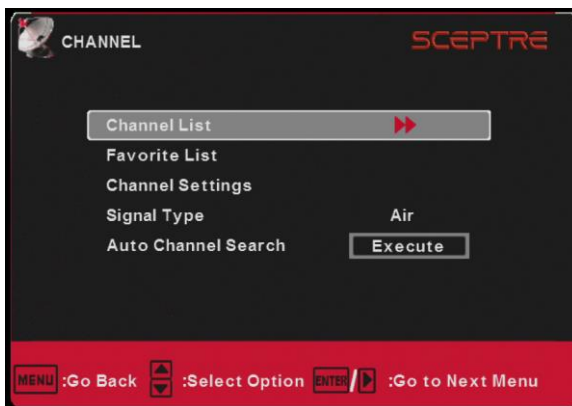 CHANNEL SCEPTRE
Channel List
Favorite List
Channel Settings
Signal Type Air
Auto Channel Search Execute
MENU :Go Back :Select Option ENTER/ :Go to Next Menu